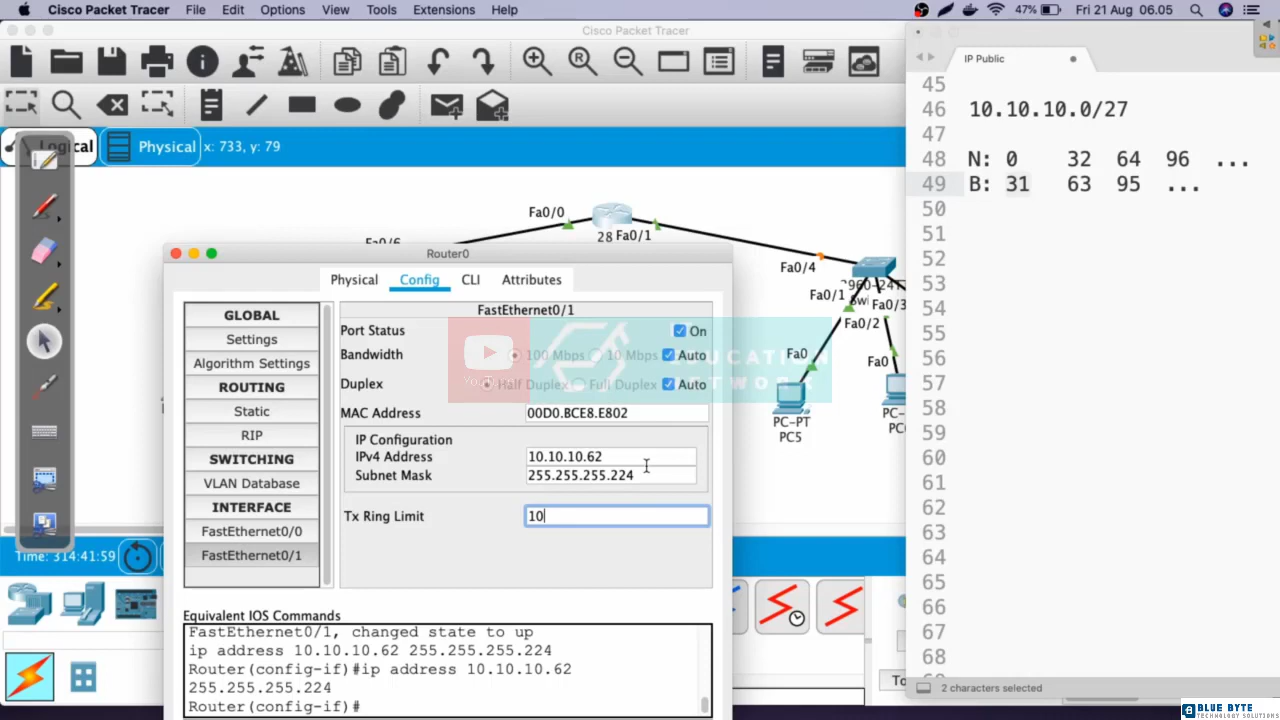 Cisco Packet Tracer File Edit Options View Tools Extensions Help 47% Fri 21 Aug 06.05
Cisco Packet Tracer
IP Public
Logical Physical x: 733, y: 79
45
46 10.10.10.0/27
47
48 N: 0 32 64 96 ...
49 B: 31 63 95 ...
50
51
52
53
54
55
56
57
58
59
60
61
62
63
64
65
66
67
68
Fa0/0
28 Fa0/1
Fa0/6
Fa0/4
Fa0/1
Fa0/3
Fa0/2
Fa0
Fa0
PC-PT
PC5
PC-
Router0
Physical Config CLI Attributes
GLOBAL
Settings
Algorithm Settings
ROUTING
Static
RIP
SWITCHING
VLAN Database
INTERFACE
FastEthernet0/0
FastEthernet0/1
FastEthernet0/1
Port Status On
Bandwidth 100 Mbps 10 Mbps Auto
Duplex Half Duplex Full Duplex Auto
MAC Address 00D0.BCE8.E802
IP Configuration
IPv4 Address 10.10.10.62
Subnet Mask 255.255.255.224
Tx Ring Limit 10
Equivalent IOS Commands
FastEthernet0/1, changed state to up
ip address 10.10.10.62 255.255.255.224
Router(config-if)#ip address 10.10.10.62
255.255.255.224
Router(config-if)#
Time: 314:41:59
2 characters selected
BLUE BYTE
TECHNOLOGY SOLUTIONS